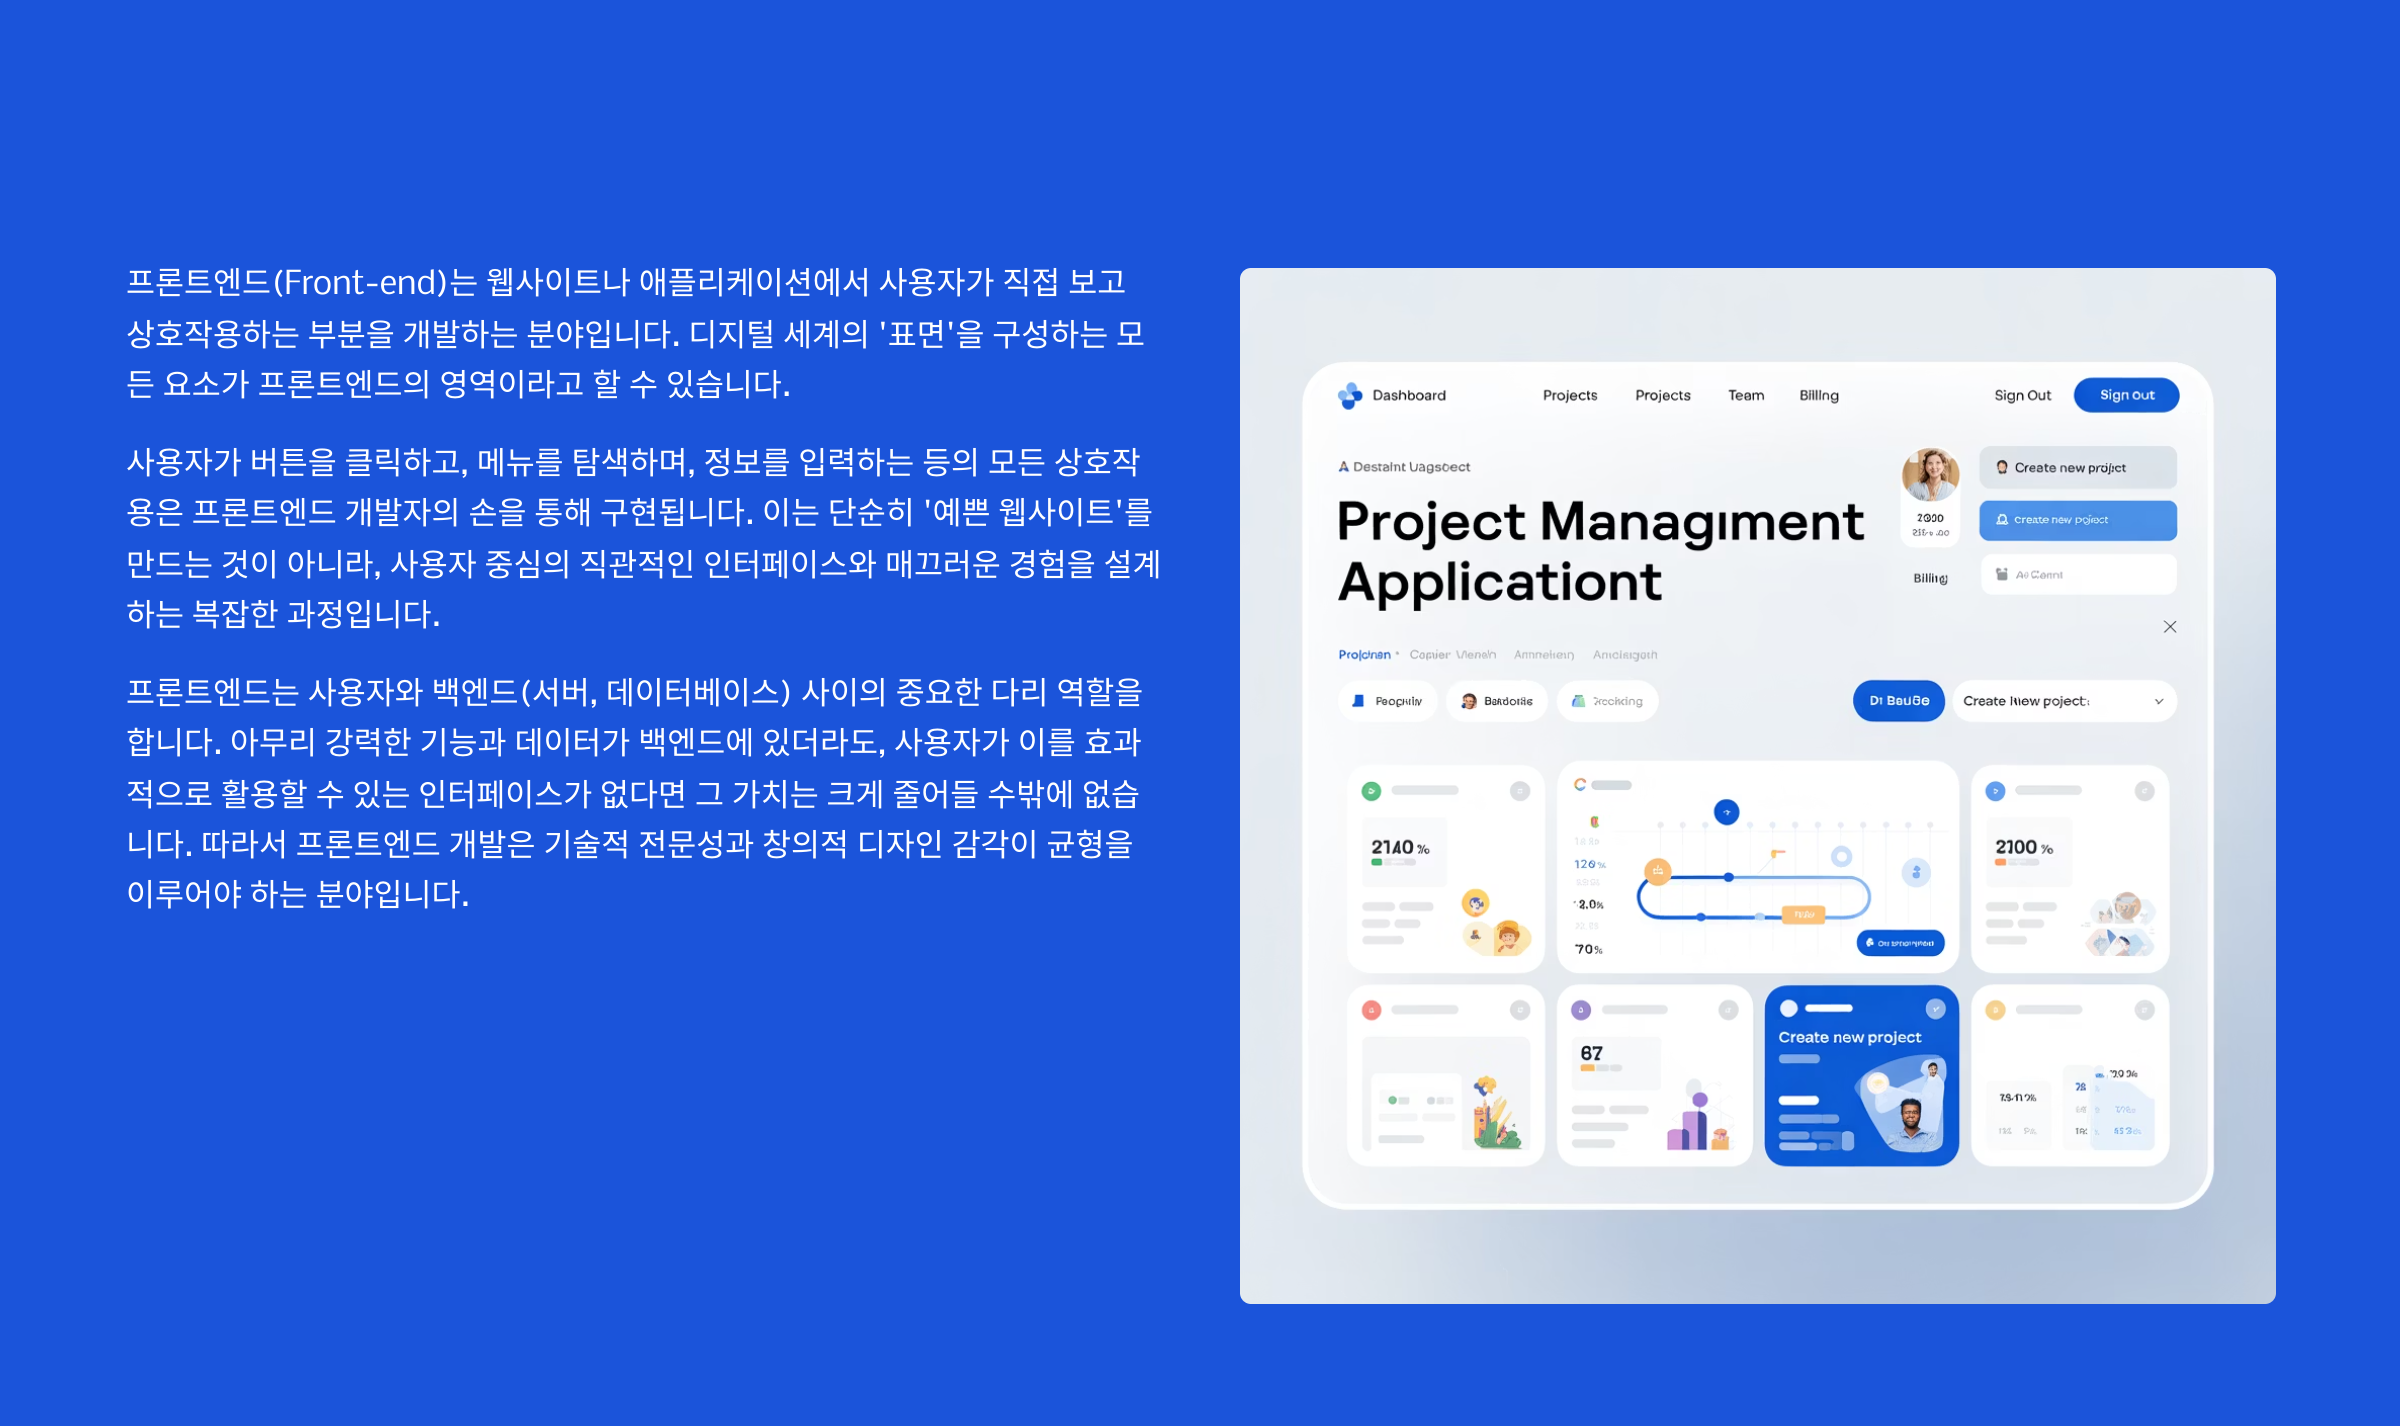 프론트엔드(Front-end)는 웹사이트나 애플리케이션에서 사용자가 직접 보고
상호작용하는 부분을 개발하는 분야입니다. 디지털 세계의 '표면'을 구성하는 모
든 요소가 프론트엔드의 영역이라고 할 수 있습니다.
사용자가 버튼을 클릭하고, 메뉴를 탐색하며, 정보를 입력하는 등의 모든 상호작
용은 프론트엔드 개발자의 손을 통해 구현됩니다. 이는 단순히 '예쁜 웹사이트'를
만드는 것이 아니라, 사용자 중심의 직관적인 인터페이스와 매끄러운 경험을 설계
하는 복잡한 과정입니다.
프론트엔드는 사용자와 백엔드(서버, 데이터베이스) 사이의 중요한 다리 역할을
합니다. 아무리 강력한 기능과 데이터가 백엔드에 있더라도, 사용자가 이를 효과
적으로 활용할 수 있는 인터페이스가 없다면 그 가치는 크게 줄어들 수밖에 없습
니다. 따라서 프론트엔드 개발은 기술적 전문성과 창의적 디자인 감각이 균형을
이루어야 하는 분야입니다.
Dashboard Projects Projects Team Billing Sign Out Sign out
Create new project
Project Managıment
Applicationt
Create new poject
Billing
Create new poject
2140 %
120%
2.0%
70%
2100 %
67
Create new project